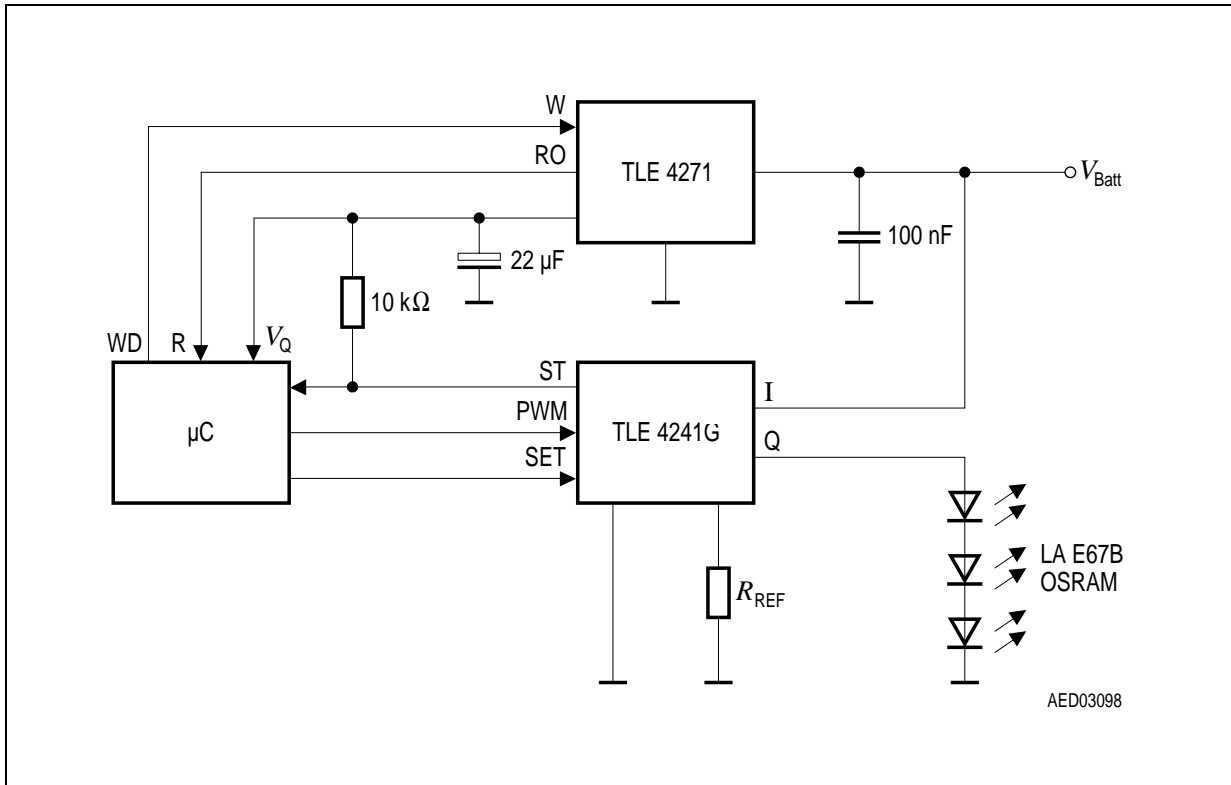 W
RO
TLE 4271
V_Batt
100 nF
22 µF
10 kΩ
WD
R
V_Q
ST
I
PWM
µC
TLE 4241G
Q
SET
LA E67B
OSRAM
R_REF
AED03098